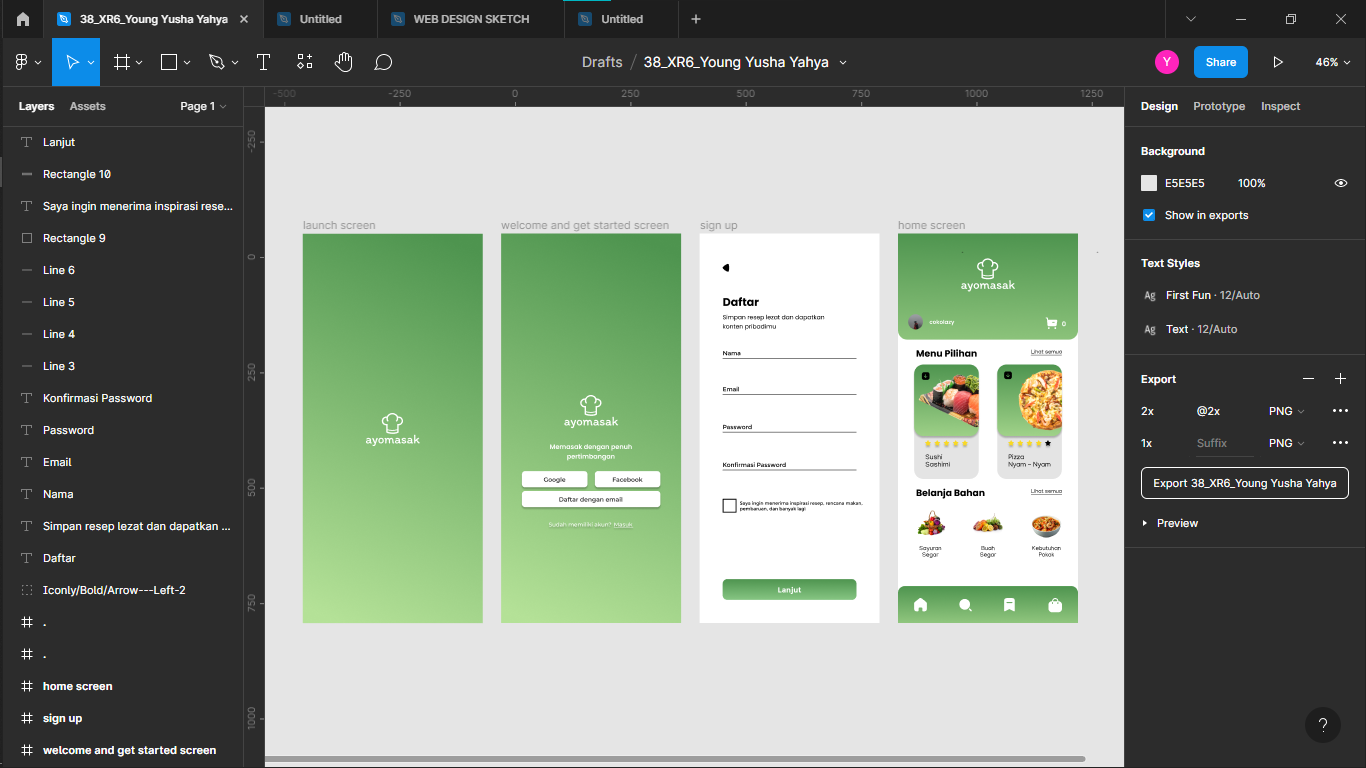 38_XR6_Young Yusha Yahya
Untitled
WEB DESIGN SKETCH
Untitled
Drafts / 38_XR6_Young Yusha Yahya
Y
Share
46%
Layers
Assets
Page 1
Lanjut
Rectangle 10
Saya ingin menerima inspirasi rese...
Rectangle 9
Line 6
Line 5
Line 4
Line 3
Konfirmasi Password
Password
Email
Nama
Simpan resep lezat dan dapatkan ...
Daftar
Iconly/Bold/Arrow---Left-2
.
.
home screen
sign up
welcome and get started screen
-500
-250
0
250
500
750
1000
1250
-250
0
250
500
750
1000
launch screen
ayomasak
welcome and get started screen
ayomasak
Memasak dengan penuh
pertimbangan
Google
Facebook
Daftar dengan email
Sudah memiliki akun? Masuk
sign up
Daftar
Simpan resep lezat dan dapatkan
konten pribadimu
Nama
Email
Password
Konfirmasi Password
Saya ingin menerima inspirasi resep, rencana makan,
pembaruan, dan banyak lagi
Lanjut
home screen
ayomasak
cokolazy
0
Menu Pilihan
Lihat semua
Sushi
Sashimi
Pizza
Nyam - Nyam
Belanja Bahan
Lihat semua
Sayuran
Segar
Buah
Segar
Kebutuhan
Pokok
Design
Prototype
Inspect
Background
E5E5E5
100%
Show in exports
Text Styles
Ag First Fun · 12/Auto
Ag Text · 12/Auto
Export
2x
@2x
PNG
1x
Suffix
PNG
Export 38_XR6_Young Yusha Yahya
Preview
?